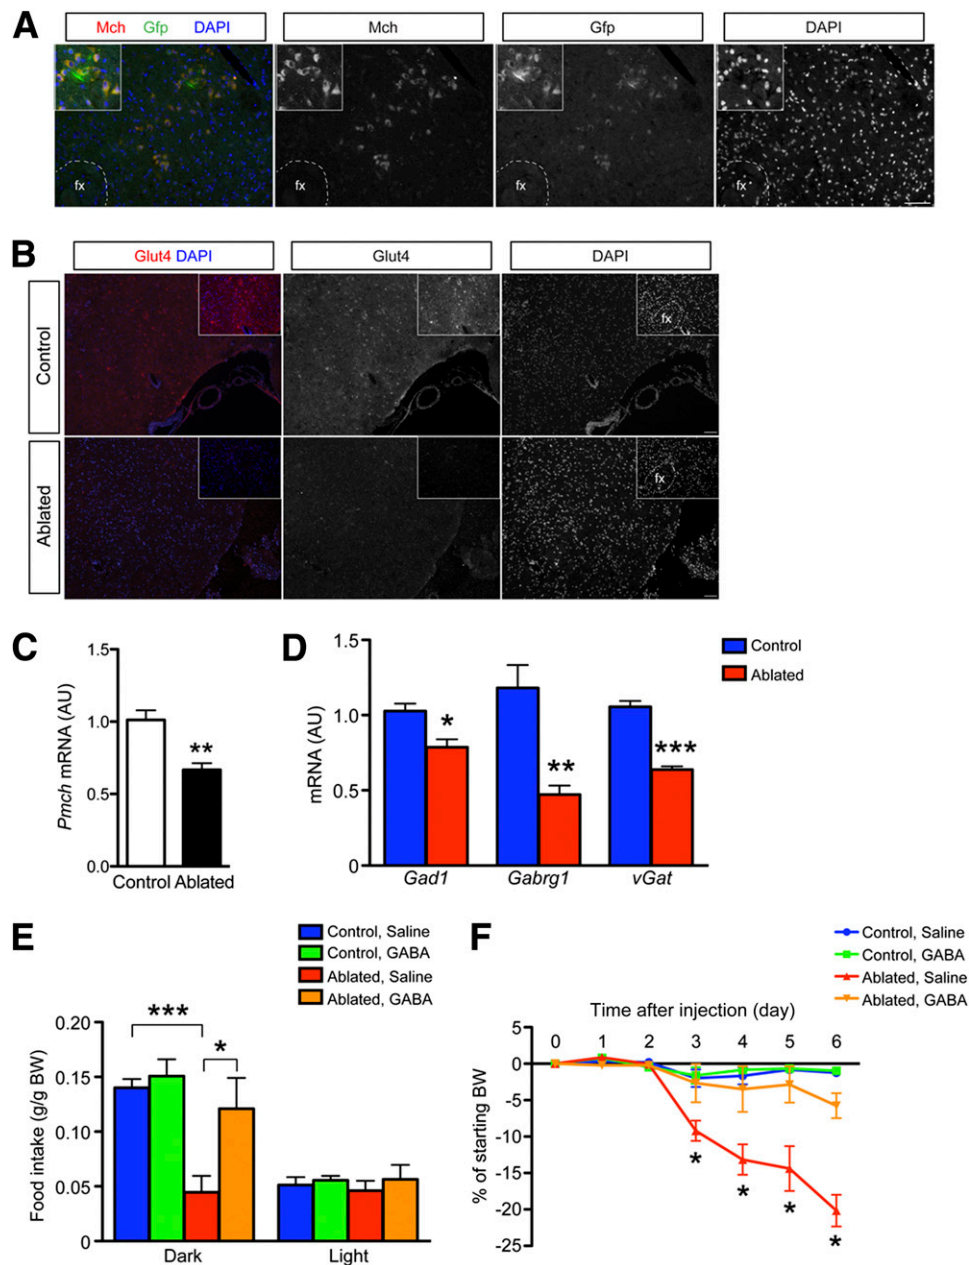 A
Mch Gfp DAPI
Mch
Gfp
DAPI
fx
fx
fx
fx
B
Glut4 DAPI
Glut4
DAPI
Control
fx
Ablated
fx
C
Pmch mRNA (AU)
1.5
1.0
0.5
0.0
**
Control Ablated
D
mRNA (AU)
1.5
1.0
0.5
0
*
**
***
Gad1 Gabrg1 vGat
Control
Ablated
E
Control, Saline
Control, GABA
Ablated, Saline
Ablated, GABA
Food intake (g/g BW)
0.20
0.15
0.10
0.05
0
***
*
Dark Light
F
Control, Saline
Control, GABA
Ablated, Saline
Ablated, GABA
Time after injection (day)
% of starting BW
5
0
-5
-10
-15
-20
-25
0 1 2 3 4 5 6
*
*
*
*